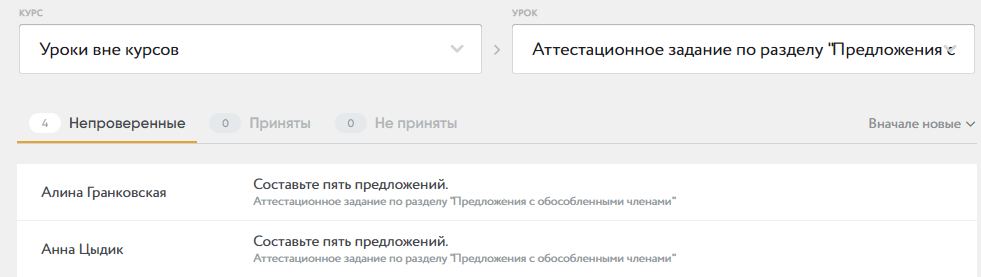 КУРС
УРОК
Уроки вне курсов
Аттестационное задание по разделу "Предложения с
4 Непроверенные 0 Приняты 0 Не приняты
Вначале новые
Алина Гранковская
Составьте пять предложений.
Аттестационное задание по разделу "Предложения с обособленными членами"
Анна Цыдик
Составьте пять предложений.
Аттестационное задание по разделу "Предложения с обособленными членами"